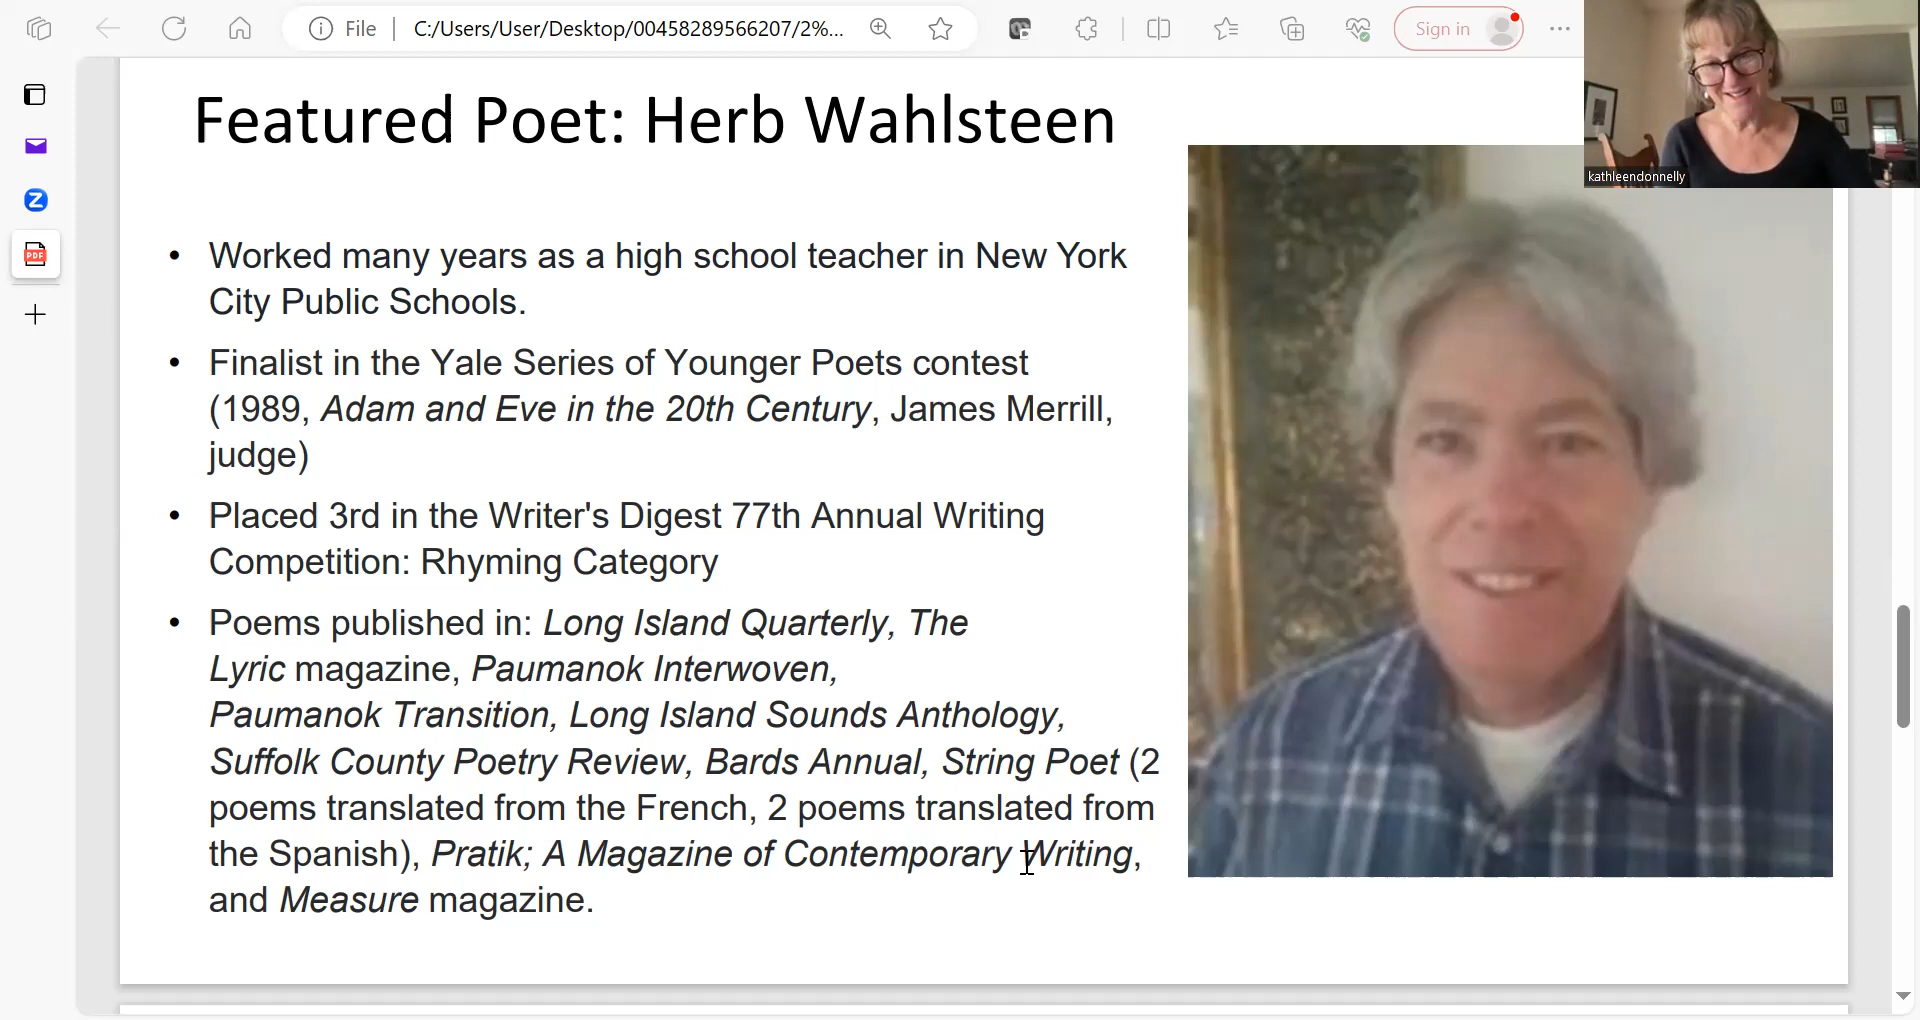 File
C:/Users/User/Desktop/00458289566207/2%...
Sign in
kathleendonnelly
Featured Poet: Herb Wahlsteen
• Worked many years as a high school teacher in New York
City Public Schools.
• Finalist in the Yale Series of Younger Poets contest
(1989, Adam and Eve in the 20th Century, James Merrill,
judge)
• Placed 3rd in the Writer's Digest 77th Annual Writing
Competition: Rhyming Category
• Poems published in: Long Island Quarterly, The
Lyric magazine, Paumanok Interwoven,
Paumanok Transition, Long Island Sounds Anthology,
Suffolk County Poetry Review, Bards Annual, String Poet (2
poems translated from the French, 2 poems translated from
the Spanish), Pratik; A Magazine of Contemporary Writing,
and Measure magazine.
PDF